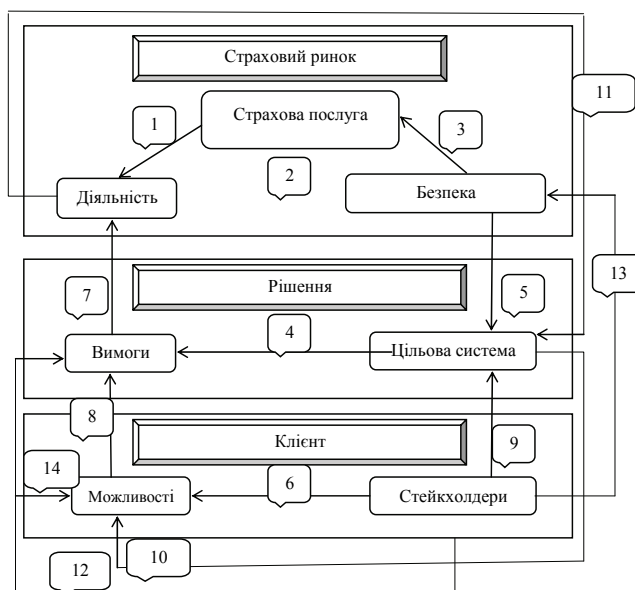 Страховий ринок
11
1
Страхова послуга
3
2
Діяльність
Безпека
13
Рішення
7
5
4
Вимоги
Цільова система
8
Клієнт
9
14
6
Можливості
Стейкхолдери
12
10